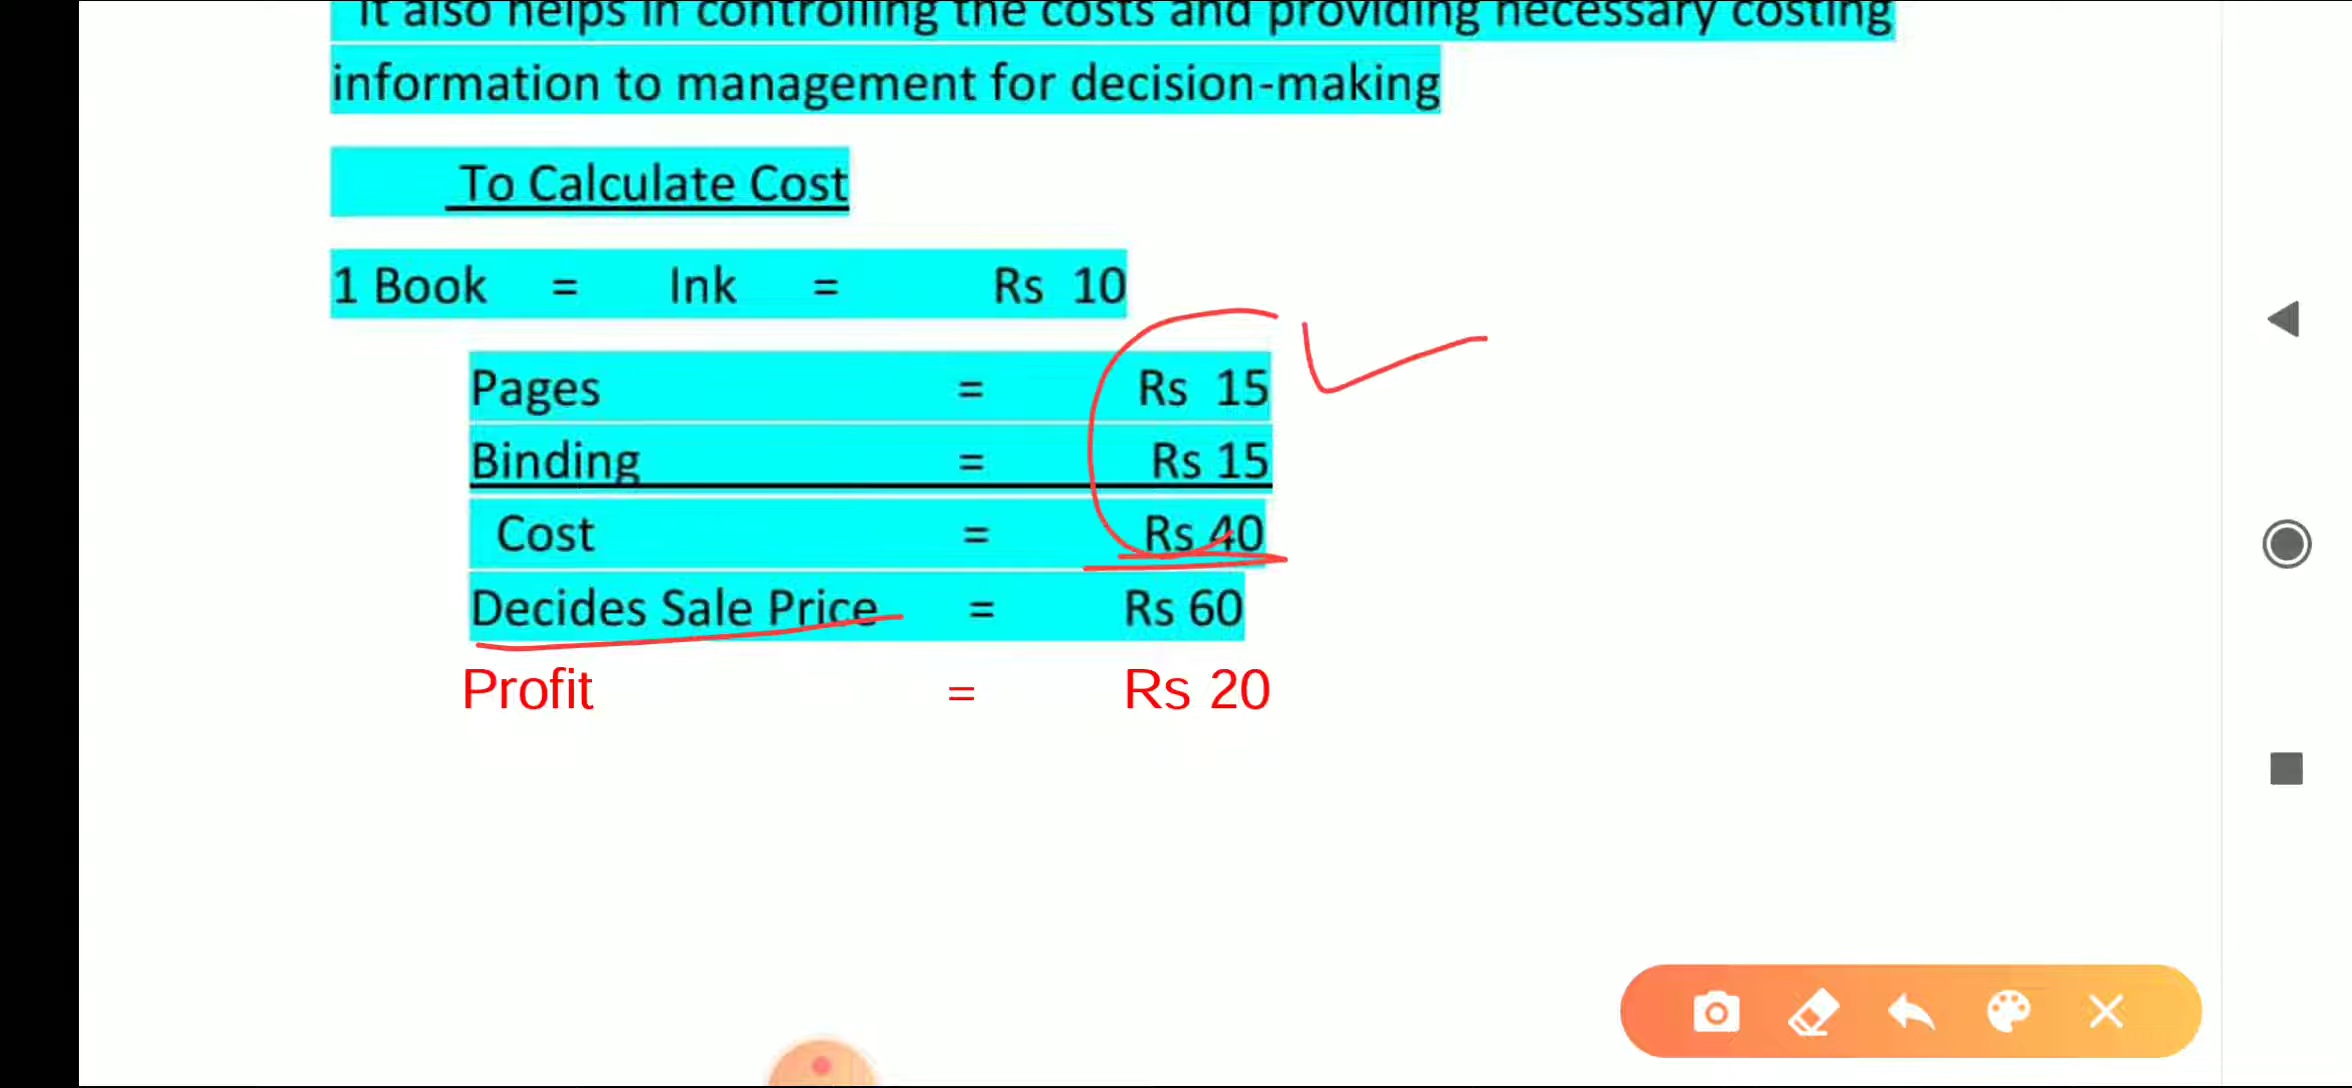 It also helps in controlling the costs and providing necessary costing
information to management for decision-making
To Calculate Cost
1 Book = Ink = Rs 10
Pages = Rs 15
Binding = Rs 15
Cost = Rs 40
Decides Sale Price = Rs 60
Profit = Rs 20